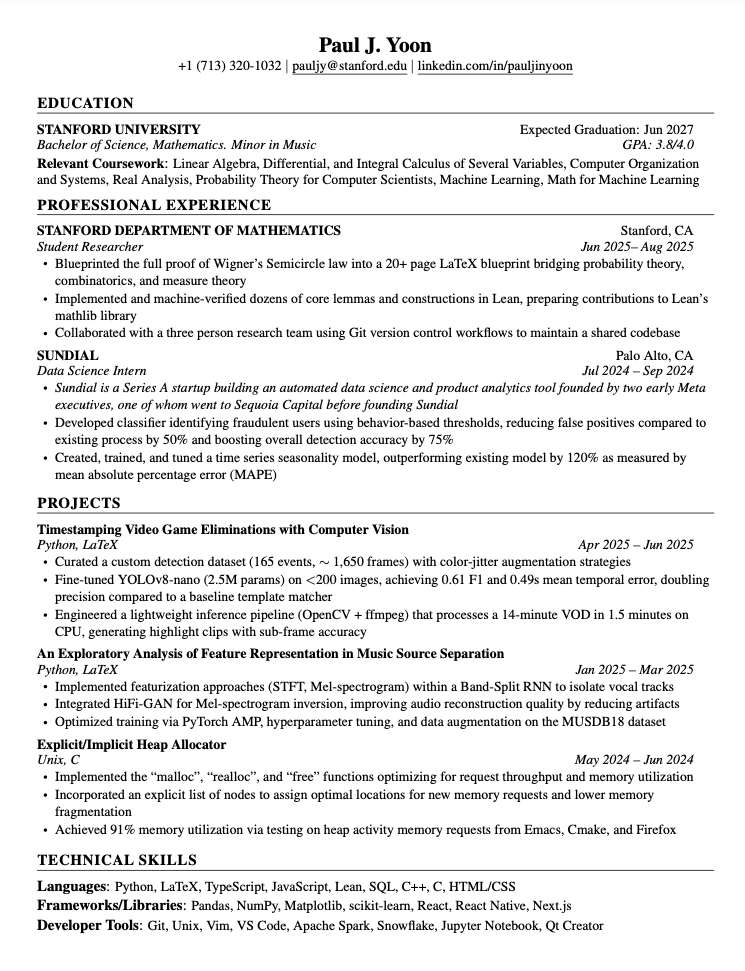 Paul J. Yoon
+1 (713) 320-1032 | pauljy@stanford.edu | linkedin.com/in/pauljinyoon
EDUCATION
STANFORD UNIVERSITY Expected Graduation: Jun 2027
Bachelor of Science, Mathematics. Minor in Music GPA: 3.8/4.0
Relevant Coursework: Linear Algebra, Differential, and Integral Calculus of Several Variables, Computer Organization
and Systems, Real Analysis, Probability Theory for Computer Scientists, Machine Learning, Math for Machine Learning
PROFESSIONAL EXPERIENCE
STANFORD DEPARTMENT OF MATHEMATICS Stanford, CA
Student Researcher Jun 2025– Aug 2025
• Blueprinted the full proof of Wigner's Semicircle law into a 20+ page LaTeX blueprint bridging probability theory,
combinatorics, and measure theory
• Implemented and machine-verified dozens of core lemmas and constructions in Lean, preparing contributions to Lean's
mathlib library
• Collaborated with a three person research team using Git version control workflows to maintain a shared codebase
SUNDIAL Palo Alto, CA
Data Science Intern Jul 2024 – Sep 2024
• Sundial is a Series A startup building an automated data science and product analytics tool founded by two early Meta
executives, one of whom went to Sequoia Capital before founding Sundial
• Developed classifier identifying fraudulent users using behavior-based thresholds, reducing false positives compared to
existing process by 50% and boosting overall detection accuracy by 75%
• Created, trained, and tuned a time series seasonality model, outperforming existing model by 120% as measured by
mean absolute percentage error (MAPE)
PROJECTS
Timestamping Video Game Eliminations with Computer Vision
Python, LaTeX Apr 2025 – Jun 2025
• Curated a custom detection dataset (165 events, ~ 1,650 frames) with color-jitter augmentation strategies
• Fine-tuned YOLOv8-nano (2.5M params) on <200 images, achieving 0.61 F1 and 0.49s mean temporal error, doubling
precision compared to a baseline template matcher
• Engineered a lightweight inference pipeline (OpenCV + ffmpeg) that processes a 14-minute VOD in 1.5 minutes on
CPU, generating highlight clips with sub-frame accuracy
An Exploratory Analysis of Feature Representation in Music Source Separation
Python, LaTeX Jan 2025 – Mar 2025
• Implemented featurization approaches (STFT, Mel-spectrogram) within a Band-Split RNN to isolate vocal tracks
• Integrated HiFi-GAN for Mel-spectrogram inversion, improving audio reconstruction quality by reducing artifacts
• Optimized training via PyTorch AMP, hyperparameter tuning, and data augmentation on the MUSDB18 dataset
Explicit/Implicit Heap Allocator
Unix, C May 2024 – Jun 2024
• Implemented the “malloc”, “realloc”, and “free” functions optimizing for request throughput and memory utilization
• Incorporated an explicit list of nodes to assign optimal locations for new memory requests and lower memory
fragmentation
• Achieved 91% memory utilization via testing on heap activity memory requests from Emacs, Cmake, and Firefox
TECHNICAL SKILLS
Languages: Python, LaTeX, TypeScript, JavaScript, Lean, SQL, C++, C, HTML/CSS
Frameworks/Libraries: Pandas, NumPy, Matplotlib, scikit-learn, React, React Native, Next.js
Developer Tools: Git, Unix, Vim, VS Code, Apache Spark, Snowflake, Jupyter Notebook, Qt Creator